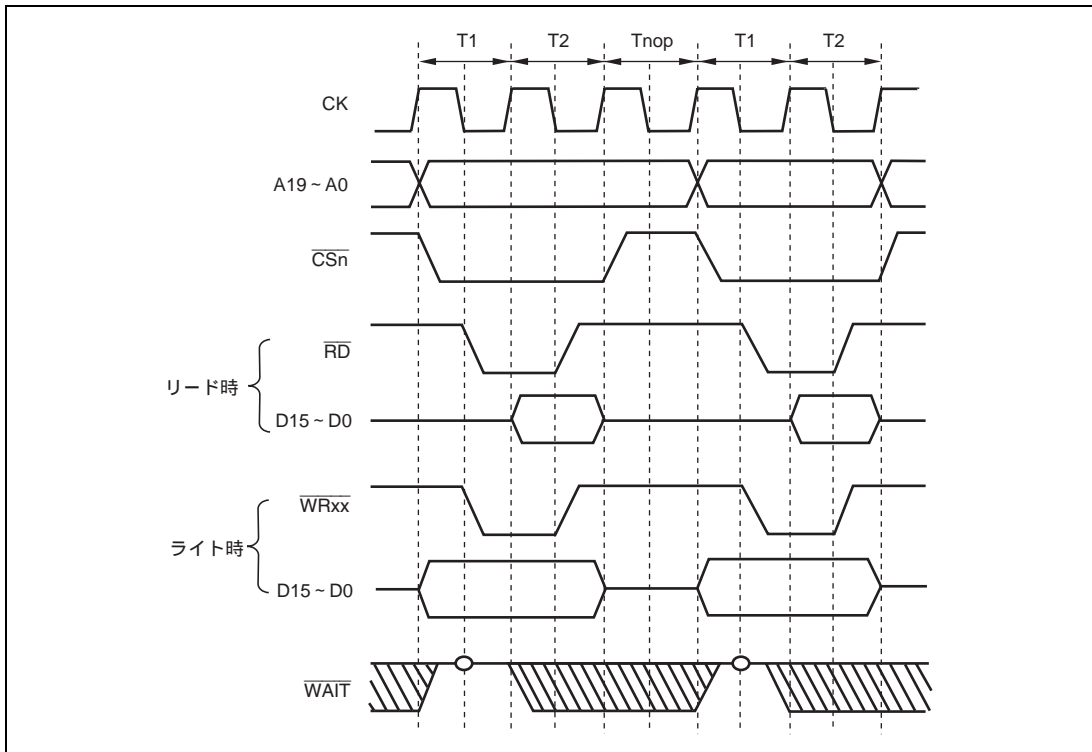 T1 T2 Tnop T1 T2
CK
A19 ~ A0
CSn
RD
リード時
D15 ~ D0
WRxx
ライト時
D15 ~ D0
WAIT